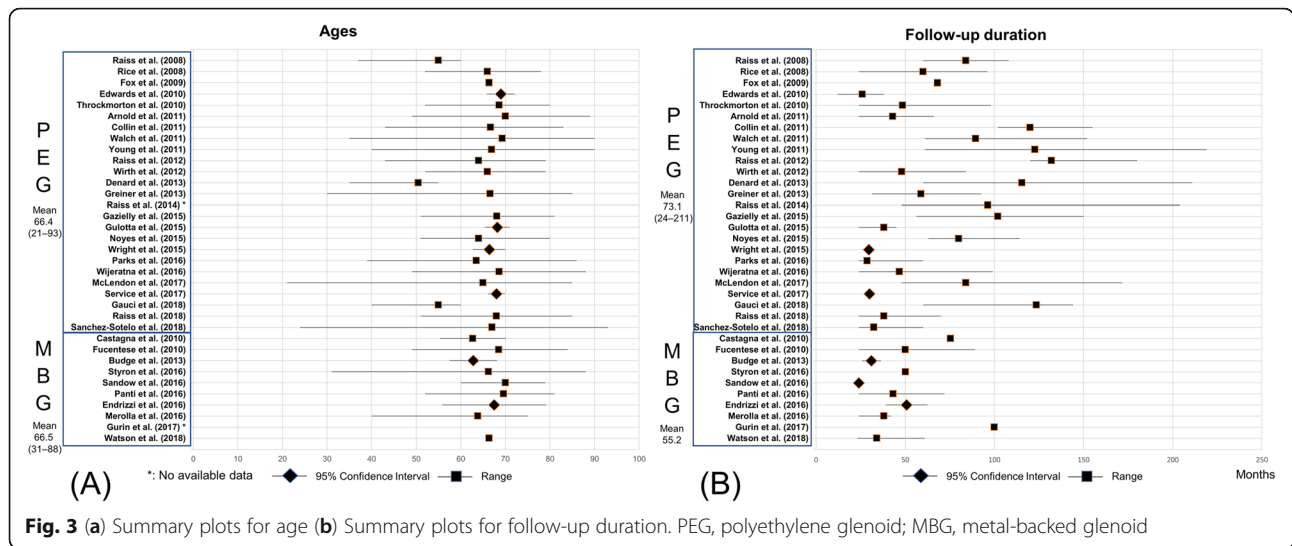 Ages
Raiss et al. (2008)
Rice et al. (2008)
Fox et al. (2009)
Edwards et al. (2010)
Throckmorton et al. (2010)
Arnold et al. (2011)
Collin et al. (2011)
Walch et al. (2011)
Young et al. (2011)
Raiss et al. (2012)
Wirth et al. (2012)
Denard et al. (2013)
Greiner et al. (2013)
Raiss et al. (2014) *
Gazielly et al. (2015)
Gulotta et al. (2015)
Noyes et al. (2015)
Wright et al. (2015)
Parks et al. (2016)
Wijeratna et al. (2016)
McLendon et al. (2017)
Service et al. (2017)
Gauci et al. (2018)
Raiss et al. (2018)
Sanchez-Sotelo et al. (2018)
Castagna et al. (2010)
Fucentese et al. (2010)
Budge et al. (2013)
Styron et al. (2016)
Sandow et al. (2016)
Panti et al. (2016)
Endrizzi et al. (2016)
Merolla et al. (2016)
Gurin et al. (2017) *
Watson et al. (2018)
P
E
G
Mean
66.4
(21–93)
M
B
G
Mean
66.5
(31–88)
0 10 20 30 40 50 60 70 80 90 100
*: No available data
95% Confidence Interval
Range
(A)
Follow-up duration
Raiss et al. (2008)
Rice et al. (2008)
Fox et al. (2009)
Edwards et al. (2010)
Throckmorton et al. (2010)
Arnold et al. (2011)
Collin et al. (2011)
Walch et al. (2011)
Young et al. (2011)
Raiss et al. (2012)
Wirth et al. (2012)
Denard et al. (2013)
Greiner et al. (2013)
Raiss et al. (2014)
Gazielly et al. (2015)
Gulotta et al. (2015)
Noyes et al. (2015)
Wright et al. (2015)
Parks et al. (2016)
Wijeratna et al. (2016)
McLendon et al. (2017)
Service et al. (2017)
Gauci et al. (2018)
Raiss et al. (2018)
Sanchez-Sotelo et al. (2018)
Castagna et al. (2010)
Fucentese et al. (2010)
Budge et al. (2013)
Styron et al. (2016)
Sandow et al. (2016)
Panti et al. (2016)
Endrizzi et al. (2016)
Merolla et al. (2016)
Gurin et al. (2017)
Watson et al. (2018)
P
E
G
Mean
73.1
(24–211)
M
B
G
Mean
55.2
0 50 100 150 200 250
Months
95% Confidence Interval
Range
(B)
Fig. 3 (a) Summary plots for age (b) Summary plots for follow-up duration. PEG, polyethylene glenoid; MBG, metal-backed glenoid